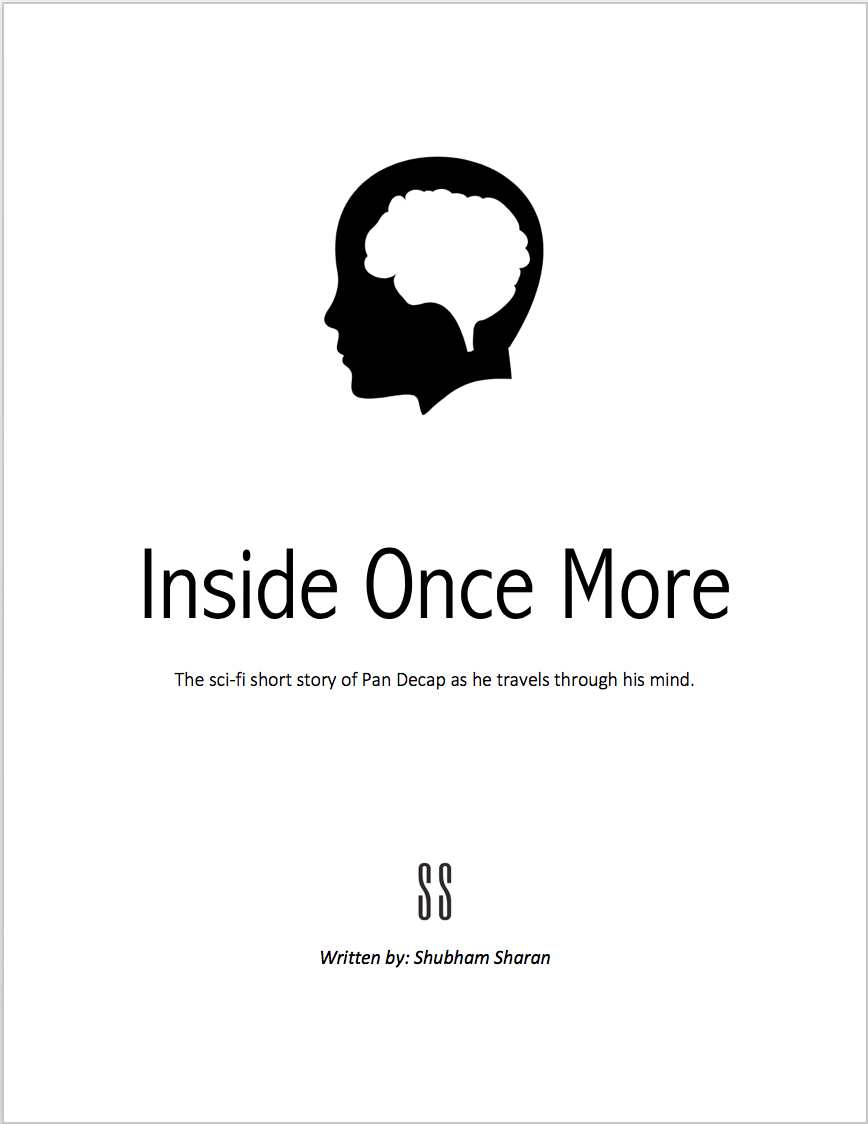 Inside Once More
The sci-fi short story of Pan Decap as he travels through his mind.
SS
Written by: Shubham Sharan